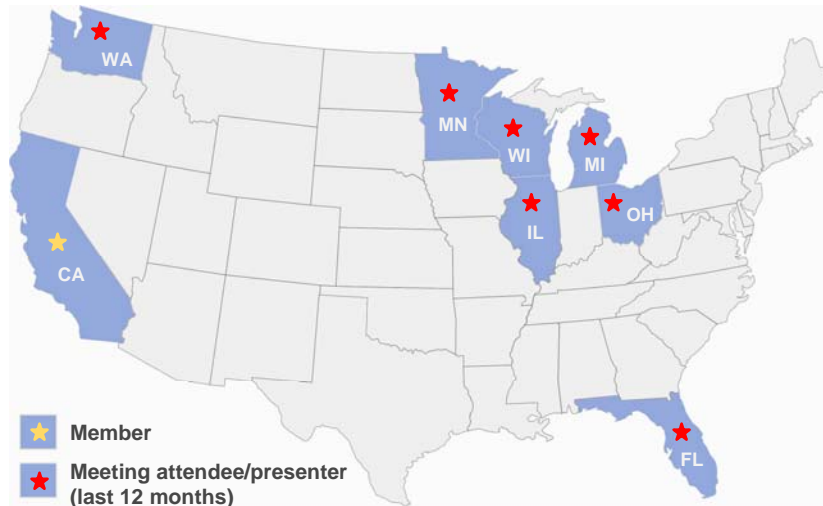 WA
MN
WI
MI
IL
OH
CA
FL
Member
Meeting attendee/presenter
(last 12 months)